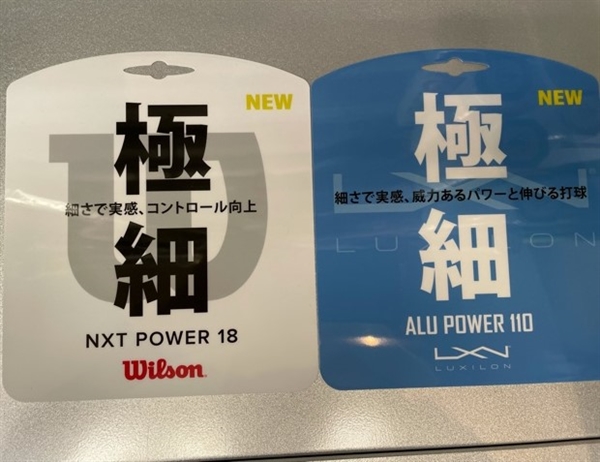 NEW
極
細さで実感、コントロール向上
細
NXT POWER 18
Wilson
NEW
極
細さで実感、威力あるパワーと伸びる打球
LUXILON
細
ALU POWER 110
LXN
LUXILON